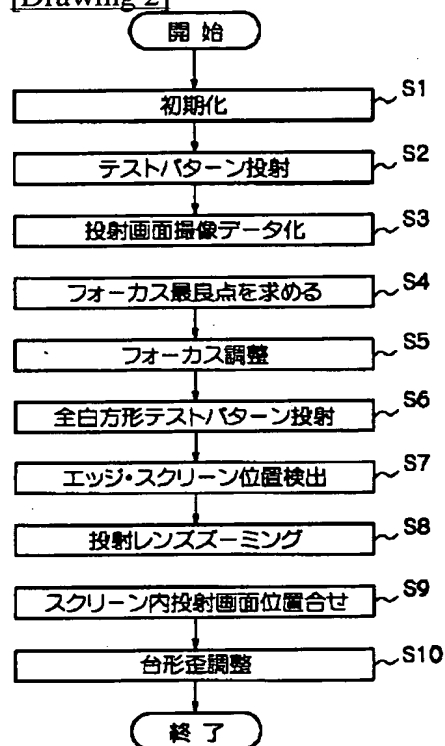 [Drawing 2]
開始
初期化 S1
テストパターン投射 S2
投射画面撮像データ化 S3
フォーカス最良点を求める S4
フォーカス調整 S5
全白方形テストパターン投射 S6
エッジ・スクリーン位置検出 S7
投射レンズズーミング S8
スクリーン内投射画面位置合せ S9
台形歪調整 S10
終了